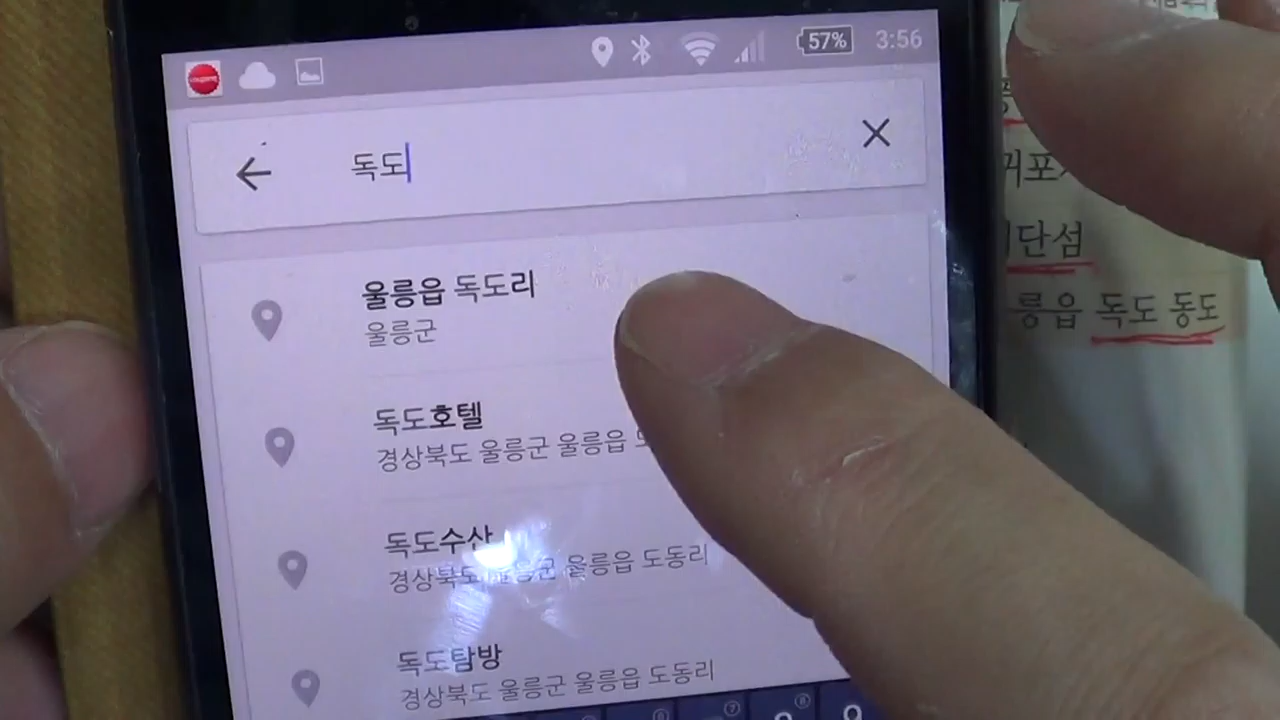 57% 3:56
독도
울릉읍 독도리
울릉군
독도호텔
경상북도 울릉군 울릉읍
독도수산
경상북도 울릉군 울릉읍 도동리
독도탐방
경상북도 울릉군 울릉읍 도동리
귀포
단섬
릉읍 독도 동도